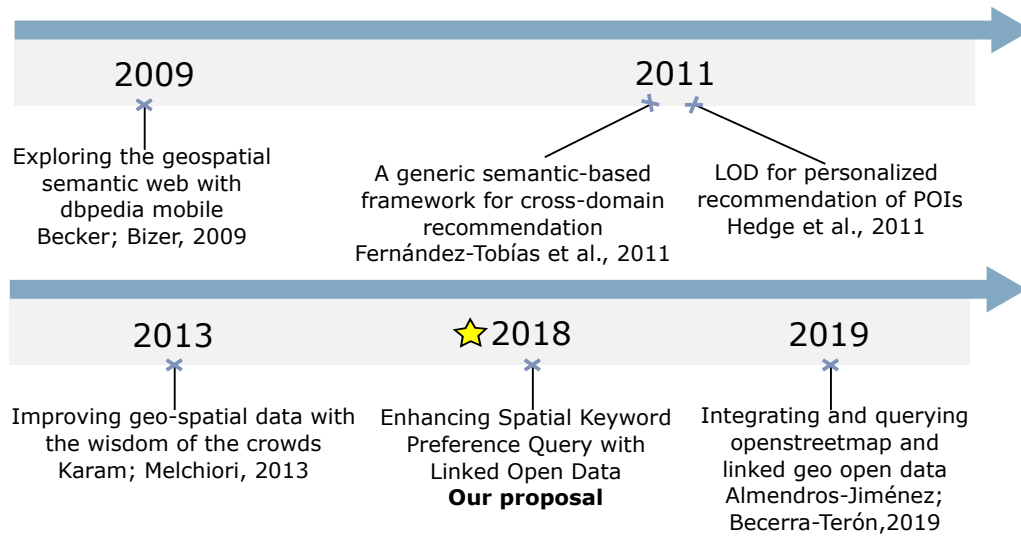 2009
2011
Exploring the geospatial
semantic web with
dbpedia mobile
Becker; Bizer, 2009
A generic semantic-based
framework for cross-domain
recommendation
Fernández-Tobías et al., 2011
LOD for personalized
recommendation of POIs
Hedge et al., 2011
2013
2018
2019
Improving geo-spatial data with
the wisdom of the crowds
Karam; Melchiori, 2013
Enhancing Spatial Keyword
Preference Query with
Linked Open Data
Our proposal
Integrating and querying
openstreetmap and
linked geo open data
Almendros-Jiménez;
Becerra-Terón,2019